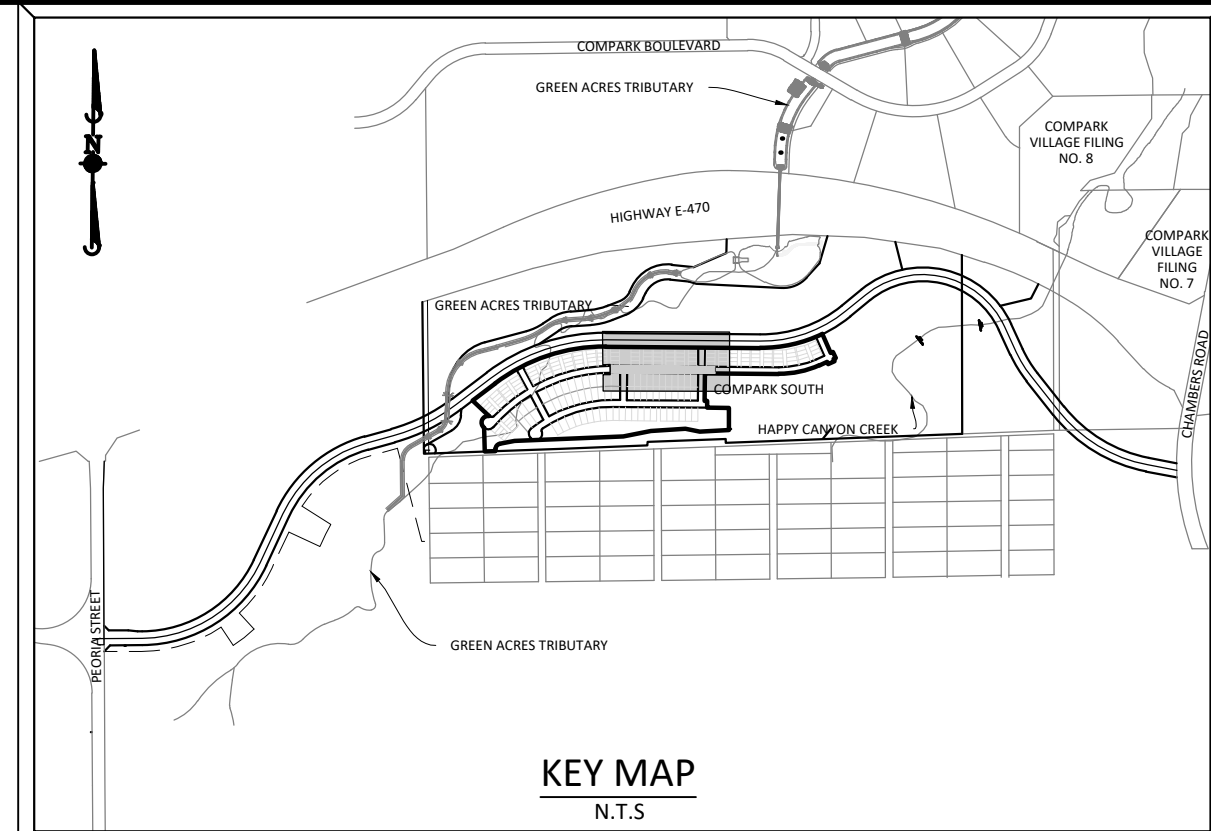 COMPARK BOULEVARD
GREEN ACRES TRIBUTARY
COMPARK
VILLAGE FILING
NO. 8
N
HIGHWAY E-470
COMPARK
VILLAGE
FILING
NO. 7
GREEN ACRES TRIBUTARY
COMPARK SOUTH
CHAMBERS ROAD
HAPPY CANYON CREEK
PEORIA STREET
GREEN ACRES TRIBUTARY
KEY MAP
N.T.S